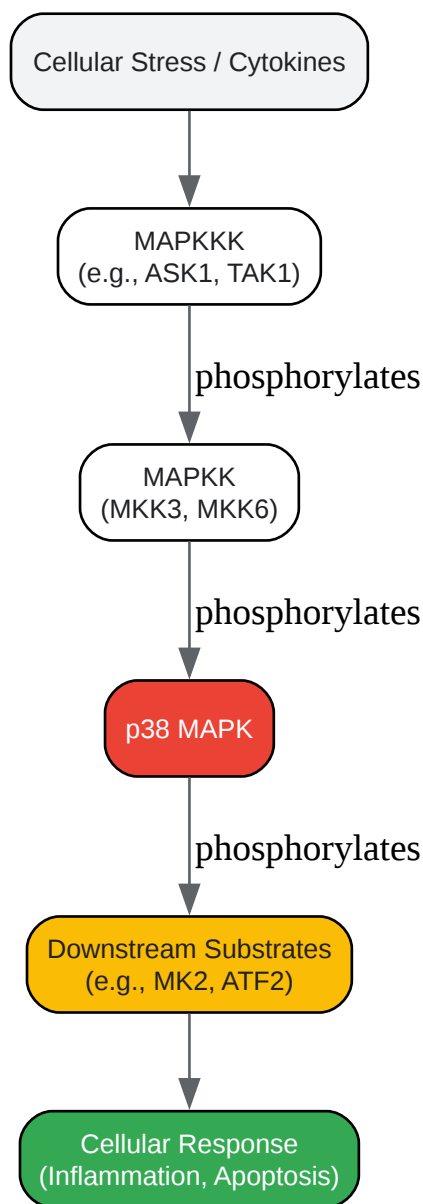 Cellular Stress / Cytokines
MAPKKK
(e.g., ASK1, TAK1)
phosphorylates
MAPKK
(MKK3, MKK6)
phosphorylates
p38 MAPK
phosphorylates
Downstream Substrates
(e.g., MK2, ATF2)
Cellular Response
(Inflammation, Apoptosis)